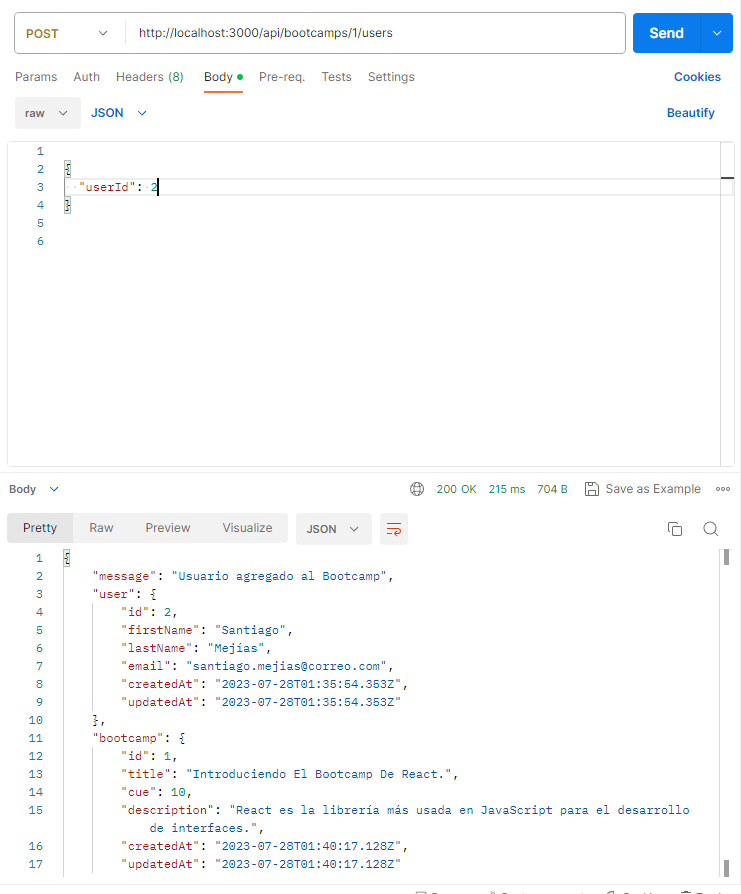 POST http://localhost:3000/api/bootcamps/1/users Send
Params Auth Headers (8) Body Pre-req. Tests Settings Cookies
raw JSON Beautify
1
2 {
3 "userId": 2
4 }
5
6
Body 200 OK 215 ms 704 B Save as Example
Pretty Raw Preview Visualize JSON
1 {
2 "message": "Usuario agregado al Bootcamp",
3 "user": {
4 "id": 2,
5 "firstName": "Santiago",
6 "lastName": "Mejías",
7 "email": "santiago.mejias@correo.com",
8 "createdAt": "2023-07-28T01:35:54.353Z",
9 "updatedAt": "2023-07-28T01:35:54.353Z"
10 },
11 "bootcamp": {
12 "id": 1,
13 "title": "Introduciendo El Bootcamp De React.",
14 "cue": 10,
15 "description": "React es la librería más usada en JavaScript para el desarrollo
de interfaces.",
16 "createdAt": "2023-07-28T01:40:17.128Z",
17 "updatedAt": "2023-07-28T01:40:17.128Z"